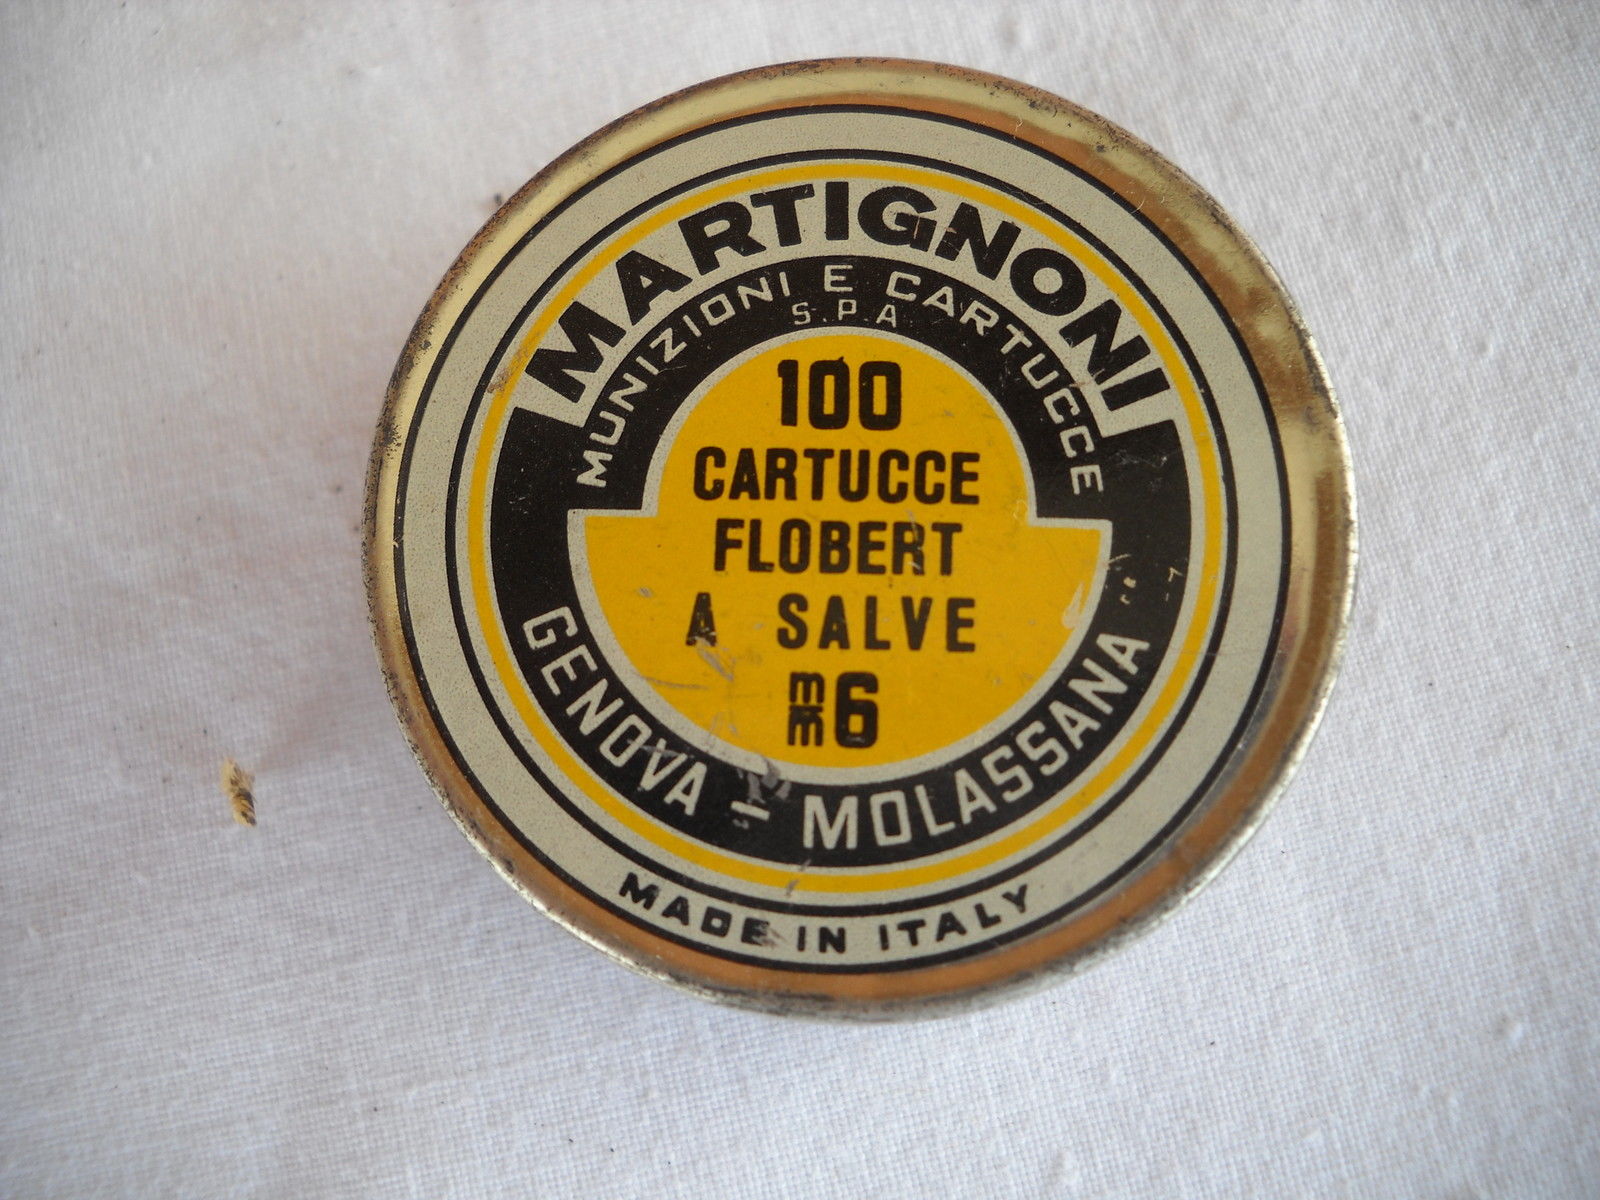 MARTIGNONI
MUNIZIONI E CARTUCCE
S.P.A.
100
CARTUCCE
FLOBERT
A SALVE
mm 6
GENOVA - MOLASSANA
MADE IN ITALY